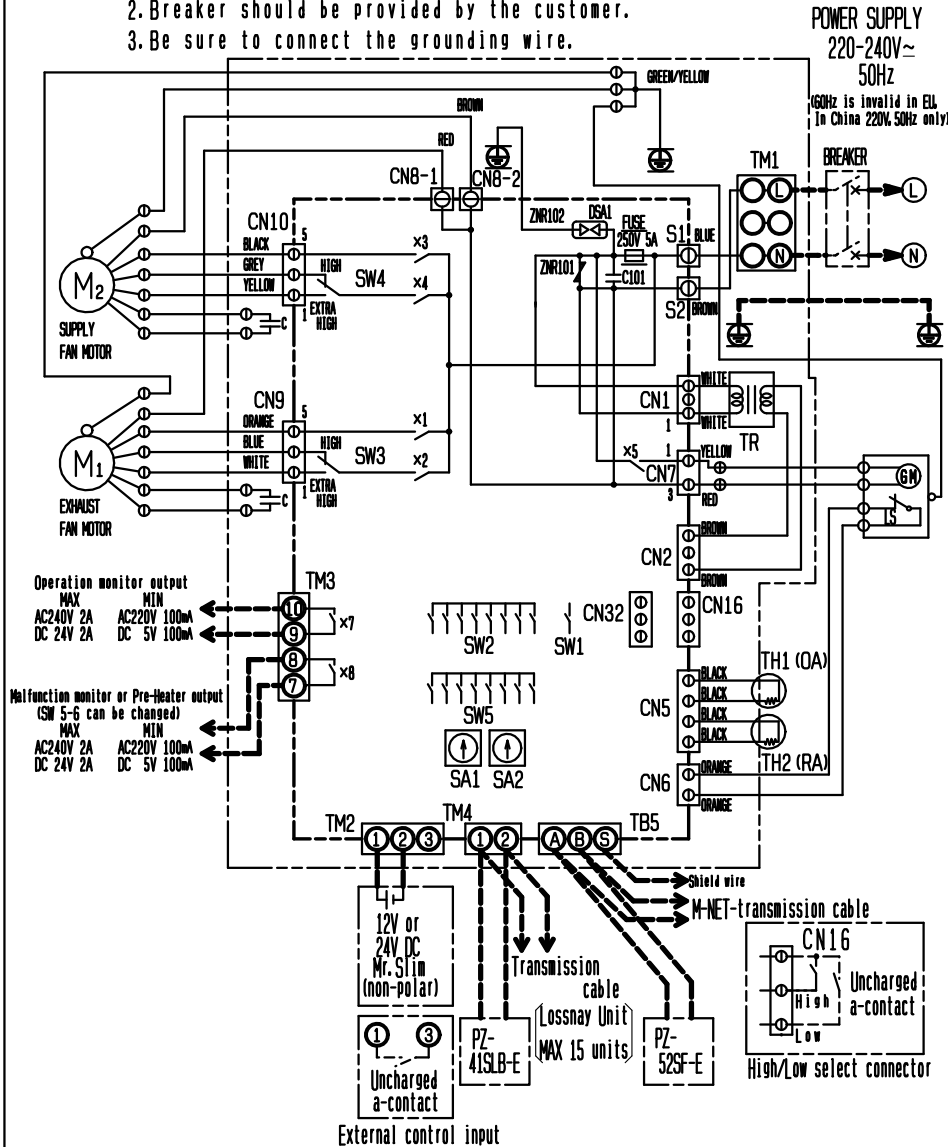 2. Breaker should be provided by the customer.
3. Be sure to connect the grounding wire.
POWER SUPPLY
220-240V~
50Hz
(60Hz is invalid in EU.
In China 220V, 50Hz only)
GREEN/YELLOW
BROWN
RED
CN8-1
CN8-2
TM1
BREAKER
L
L
N
N
ZNR102
DSA1
FUSE
250V 5A
S1
BLUE
ZNR101
C101
S2
BROWN
CN10
5
BLACK
GREY
YELLOW
HIGH
SW4
1
EXTRA
HIGH
×3
×4
M2
C
SUPPLY
FAN MOTOR
CN9
5
ORANGE
BLUE
WHITE
HIGH
SW3
1
EXTRA
HIGH
×1
×2
M1
C
EXHAUST
FAN MOTOR
CN1
1
WHITE
WHITE
TR
×5
1
CN7
3
YELLOW
RED
GM
LS
CN2
BROWN
BROWN
Operation monitor output
MAX MIN
AC240V 2A AC220V 100mA
DC 24V 2A DC 5V 100mA
TM3
10
9
8
7
×7
×8
Malfunction monitor or Pre-Heater output
(SW 5-6 can be changed)
MAX MIN
AC240V 2A AC220V 100mA
DC 24V 2A DC 5V 100mA
SW2
SW1
CN32
CN16
SW5
SA1
SA2
CN5
BLACK
BLACK
BLACK
BLACK
TH1 (OA)
TH2 (RA)
CN6
ORANGE
ORANGE
TM2
1 2 3
TM4
1 2
A B S
TB5
Shield wire
M-NET-transmission cable
12V or
24V DC
Mr. Slim
(non-polar)
1 3
Uncharged
a-contact
External control input
Transmission
cable
(Lossnay Unit
MAX 15 units)
PZ-
41SLB-E
PZ-
52SF-E
CN16
High
Low
Uncharged
a-contact
High/Low select connector